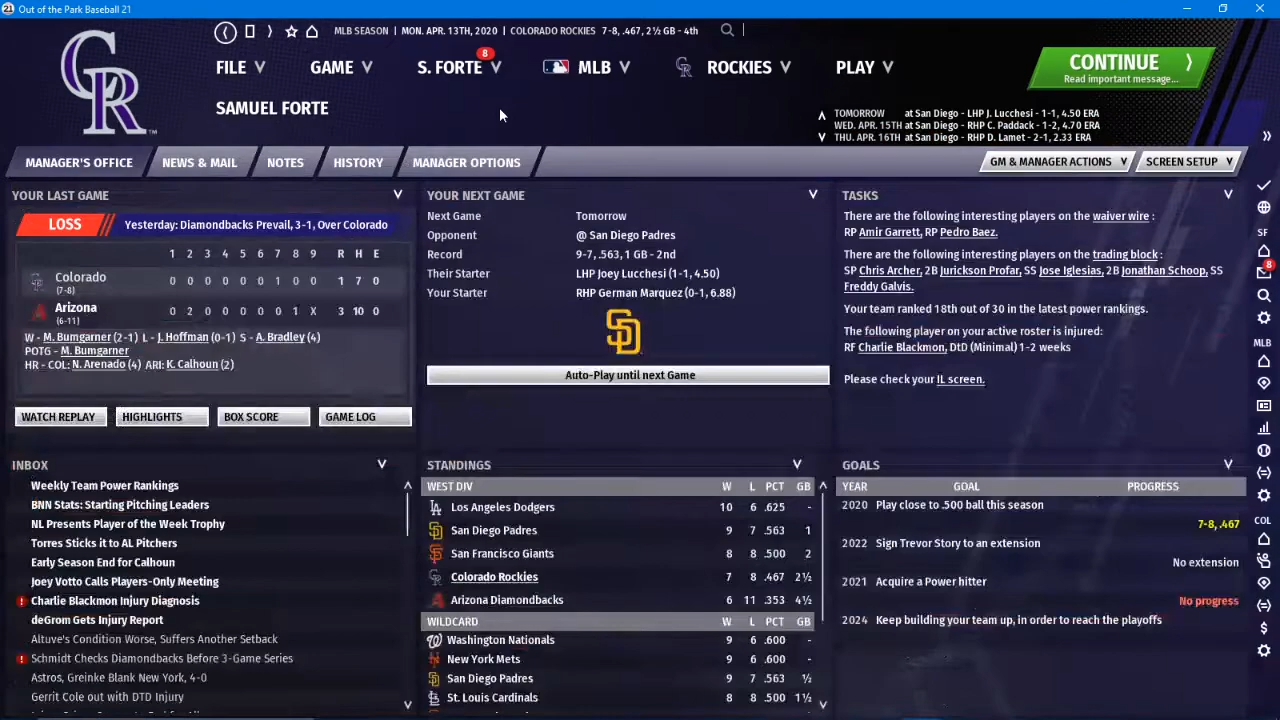 Out of the Park Baseball 21
MLB SEASON | MON. APR. 13TH, 2020 | COLORADO ROCKIES 7-8, .467, 2½ GB - 4th
FILE GAME S. FORTE 8 MLB ROCKIES PLAY
CONTINUE
Read important message...
SAMUEL FORTE
TOMORROW at San Diego - LHP J. Lucchesi - 1-1, 4.50 ERA
WED. APR. 15TH at San Diego - RHP C. Paddack - 1-2, 4.70 ERA
THU. APR. 16TH at San Diego - RHP D. Lamet - 2-1, 2.33 ERA
MANAGER'S OFFICE NEWS & MAIL NOTES HISTORY MANAGER OPTIONS GM & MANAGER ACTIONS SCREEN SETUP
YOUR LAST GAME
LOSS Yesterday: Diamondbacks Prevail, 3-1, Over Colorado
1 2 3 4 5 6 7 8 9 R H E
Colorado 0 0 0 0 0 0 1 0 0 1 7 0
(7-8)
Arizona 0 2 0 0 0 0 0 1 X 3 10 0
(6-11)
W - M. Bumgarner (2-1) L - J. Hoffman (0-1) S - A. Bradley (4)
POTG - M. Bumgarner
HR - COL: N. Arenado (4) ARI: K. Calhoun (2)
WATCH REPLAY HIGHLIGHTS BOX SCORE GAME LOG
YOUR NEXT GAME
Next Game Tomorrow
Opponent @ San Diego Padres
Record 9-7, .563, 1 GB - 2nd
Their Starter LHP Joey Lucchesi (1-1, 4.50)
Your Starter RHP German Marquez (0-1, 6.88)
SD
Auto-Play until next Game
TASKS
There are the following interesting players on the waiver wire :
RP Amir Garrett, RP Pedro Baez.
There are the following interesting players on the trading block :
SP Chris Archer, 2B Jurickson Profar, SS Jose Iglesias, 2B Jonathan Schoop, SS
Freddy Galvis.
Your team ranked 18th out of 30 in the latest power rankings.
The following player on your active roster is injured:
RF Charlie Blackmon, DtD (Minimal) 1-2 weeks
Please check your IL screen.
INBOX
Weekly Team Power Rankings
BNN Stats: Starting Pitching Leaders
NL Presents Player of the Week Trophy
Torres Sticks it to AL Pitchers
Early Season End for Calhoun
Joey Votto Calls Players-Only Meeting
Charlie Blackmon Injury Diagnosis
deGrom Gets Injury Report
Altuve's Condition Worse, Suffers Another Setback
Schmidt Checks Diamondbacks Before 3-Game Series
Astros, Greinke Blank New York, 4-0
Gerrit Cole out with DTD Injury
STANDINGS
WEST DIV W L PCT GB
Los Angeles Dodgers 10 6 .625 -
San Diego Padres 9 7 .563 1
San Francisco Giants 8 8 .500 2
Colorado Rockies 7 8 .467 2½
Arizona Diamondbacks 6 11 .353 4½
WILDCARD W L PCT GB
Washington Nationals 9 6 .600 -
New York Mets 9 6 .600 -
San Diego Padres 9 7 .563 ½
St. Louis Cardinals 8 8 .500 1½
GOALS
YEAR GOAL PROGRESS
2020 Play close to .500 ball this season
7-8, .467
2022 Sign Trevor Story to an extension
No extension
2021 Acquire a Power hitter
No progress
2024 Keep building your team up, in order to reach the playoffs
SF
8
MLB
COL